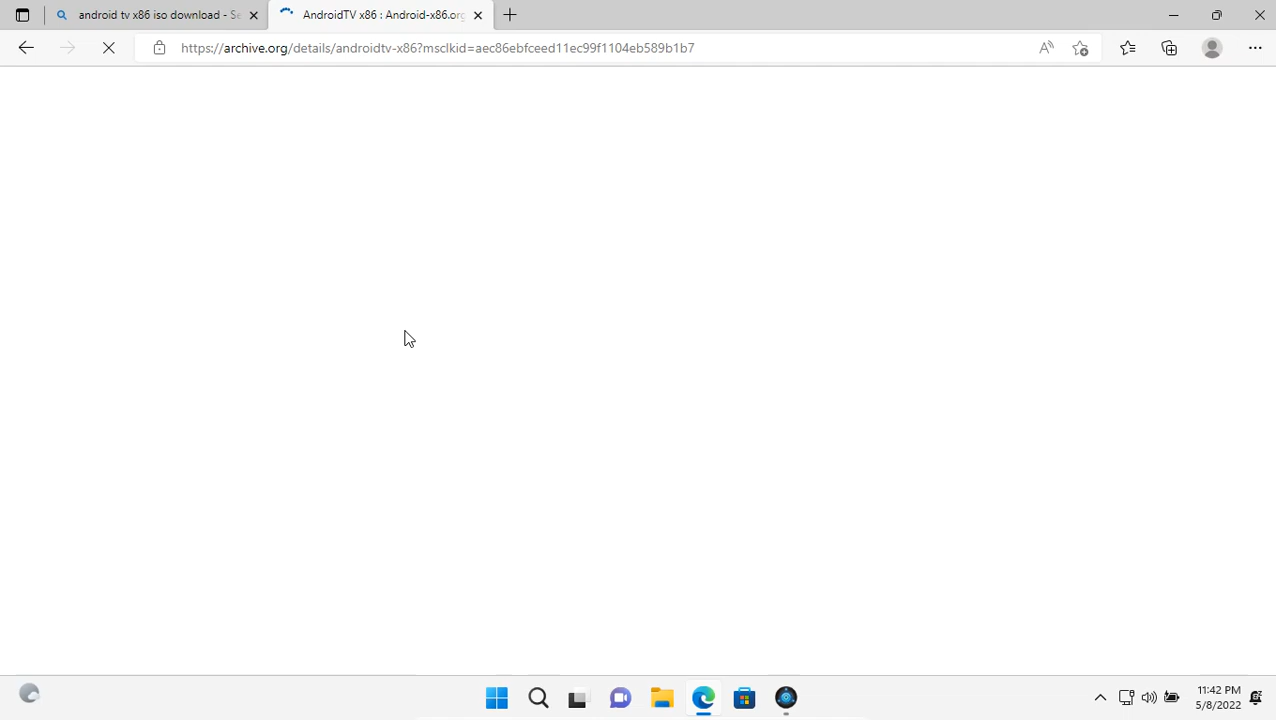 android tv x86 iso download - Se
AndroidTV x86 : Android-x86.org
https://archive.org/details/androidtv-x86?msclkid=aec86ebfceed11ec99f1104eb589b1b7
11:42 PM
5/8/2022